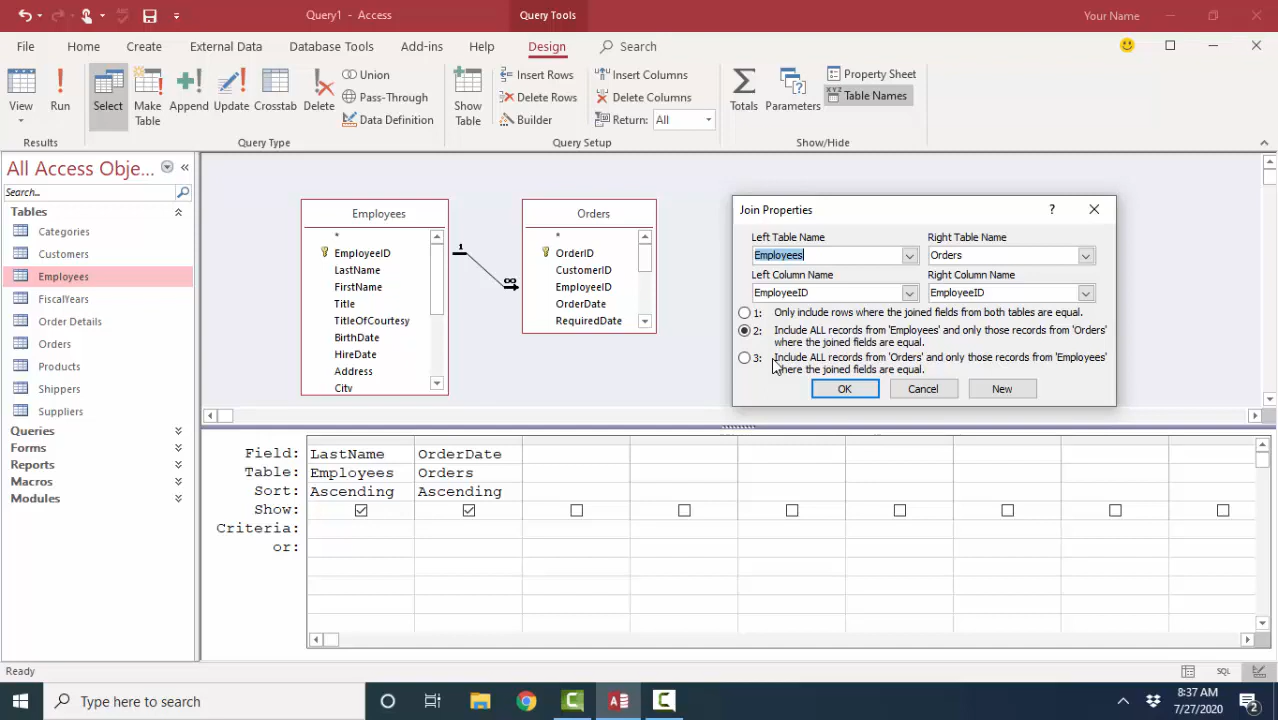 Query1 - Access
Query Tools
Your Name
File
Home
Create
External Data
Database Tools
Add-ins
Help
Design
Search
View
Run
Select
Make Table
Append
Update
Crosstab
Delete
Union
Pass-Through
Data Definition
Show Table
Insert Rows
Delete Rows
Builder
Insert Columns
Delete Columns
Return: All
Totals
Parameters
Property Sheet
Table Names
Results
Query Type
Query Setup
Show/Hide
All Access Obje...
Search...
Tables
Categories
Customers
Employees
FiscalYears
Order Details
Orders
Products
Shippers
Suppliers
Queries
Forms
Reports
Macros
Modules
Employees
*
EmployeeID
LastName
FirstName
Title
TitleOfCourtesy
BirthDate
HireDate
Address
City
1
∞
Orders
*
OrderID
CustomerID
EmployeeID
OrderDate
RequiredDate
Join Properties
?
Left Table Name
Right Table Name
Employees
Orders
Left Column Name
Right Column Name
EmployeeID
EmployeeID
1: Only include rows where the joined fields from both tables are equal.
2: Include ALL records from 'Employees' and only those records from 'Orders'
where the joined fields are equal.
3: Include ALL records from 'Orders' and only those records from 'Employees'
where the joined fields are equal.
OK
Cancel
New
Field: LastName OrderDate
Table: Employees Orders
Sort: Ascending Ascending
Show:
Criteria:
or:
Ready
SQL
Type here to search
8:37 AM
7/27/2020
2